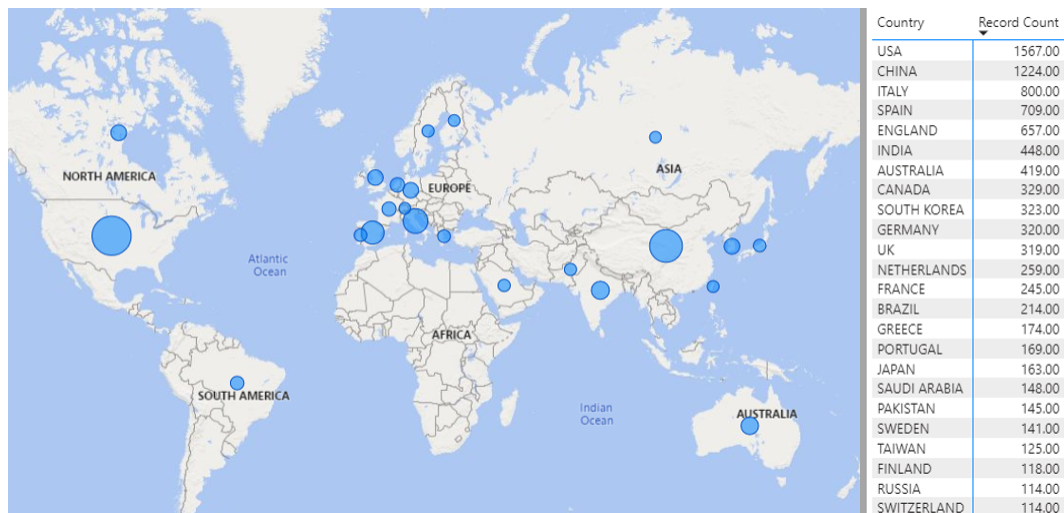 NORTH AMERICA
EUROPE
ASIA
Atlantic
Ocean
AFRICA
SOUTH AMERICA
Indian
Ocean
AUSTRALIA
Country Record Count
USA 1567.00
CHINA 1224.00
ITALY 800.00
SPAIN 709.00
ENGLAND 657.00
INDIA 448.00
AUSTRALIA 419.00
CANADA 329.00
SOUTH KOREA 323.00
GERMANY 320.00
UK 319.00
NETHERLANDS 259.00
FRANCE 245.00
BRAZIL 214.00
GREECE 174.00
PORTUGAL 169.00
JAPAN 163.00
SAUDI ARABIA 148.00
PAKISTAN 145.00
SWEDEN 141.00
TAIWAN 125.00
FINLAND 118.00
RUSSIA 114.00
SWITZERLAND 114.00